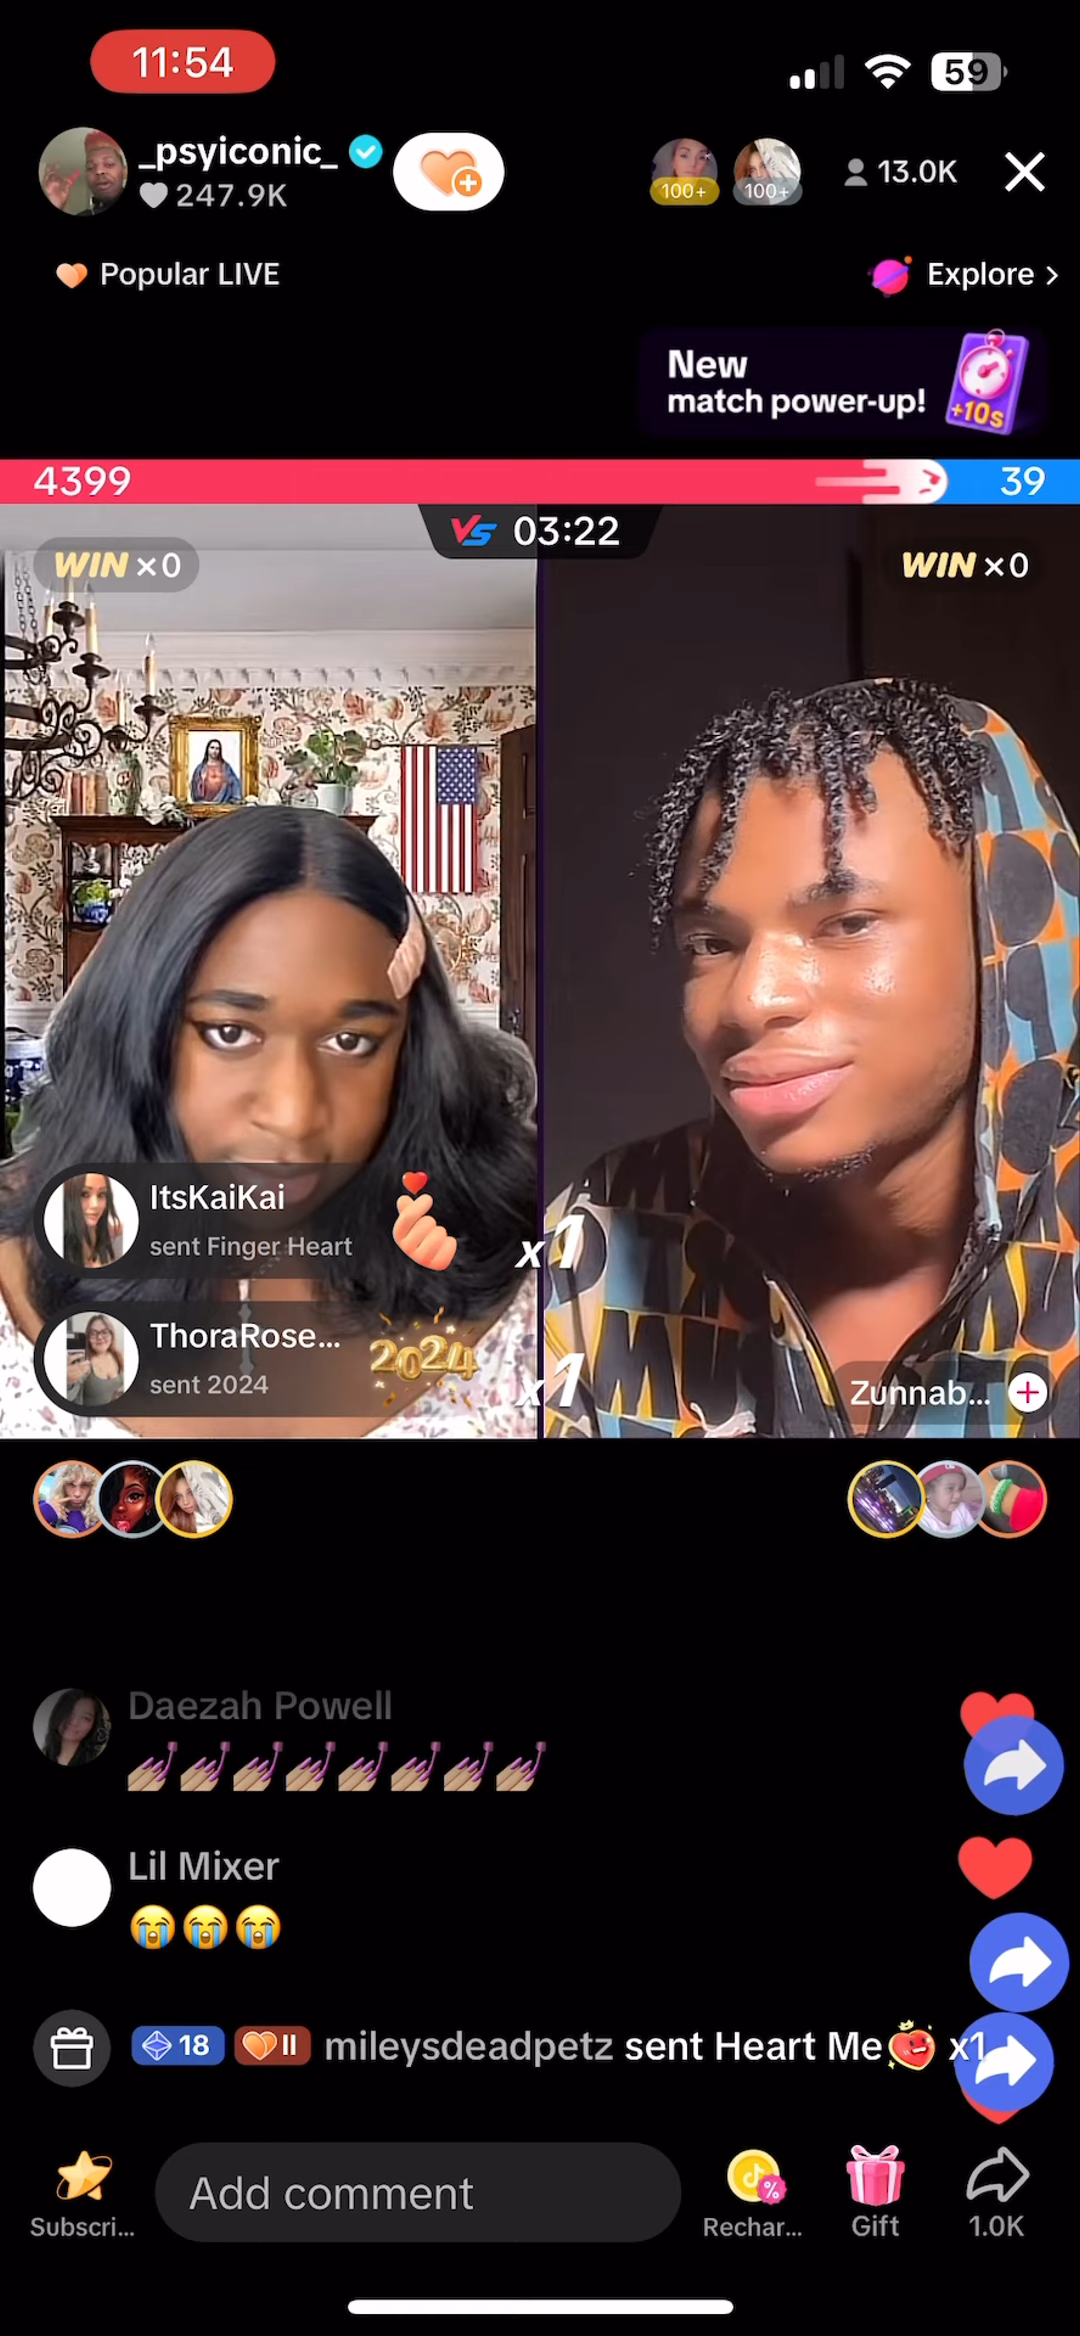 11:54
59
_psyiconic_
247.9K
100+
100+
13.0K
Popular LIVE
Explore >
New
match power-up!
+10s
4399
39
VS 03:22
WIN x0
WIN x0
ItsKaiKai
sent Finger Heart
x1
ThoraRose...
sent 2024
2024
x1
Zunnab...
Daezah Powell
💅🏼💅🏼💅🏼💅🏼💅🏼💅🏼💅🏼💅🏼
Lil Mixer
😭😭😭
18 II mileysdeadpetz sent Heart Me x1
Add comment
Subscri...
Rechar...
Gift
1.0K